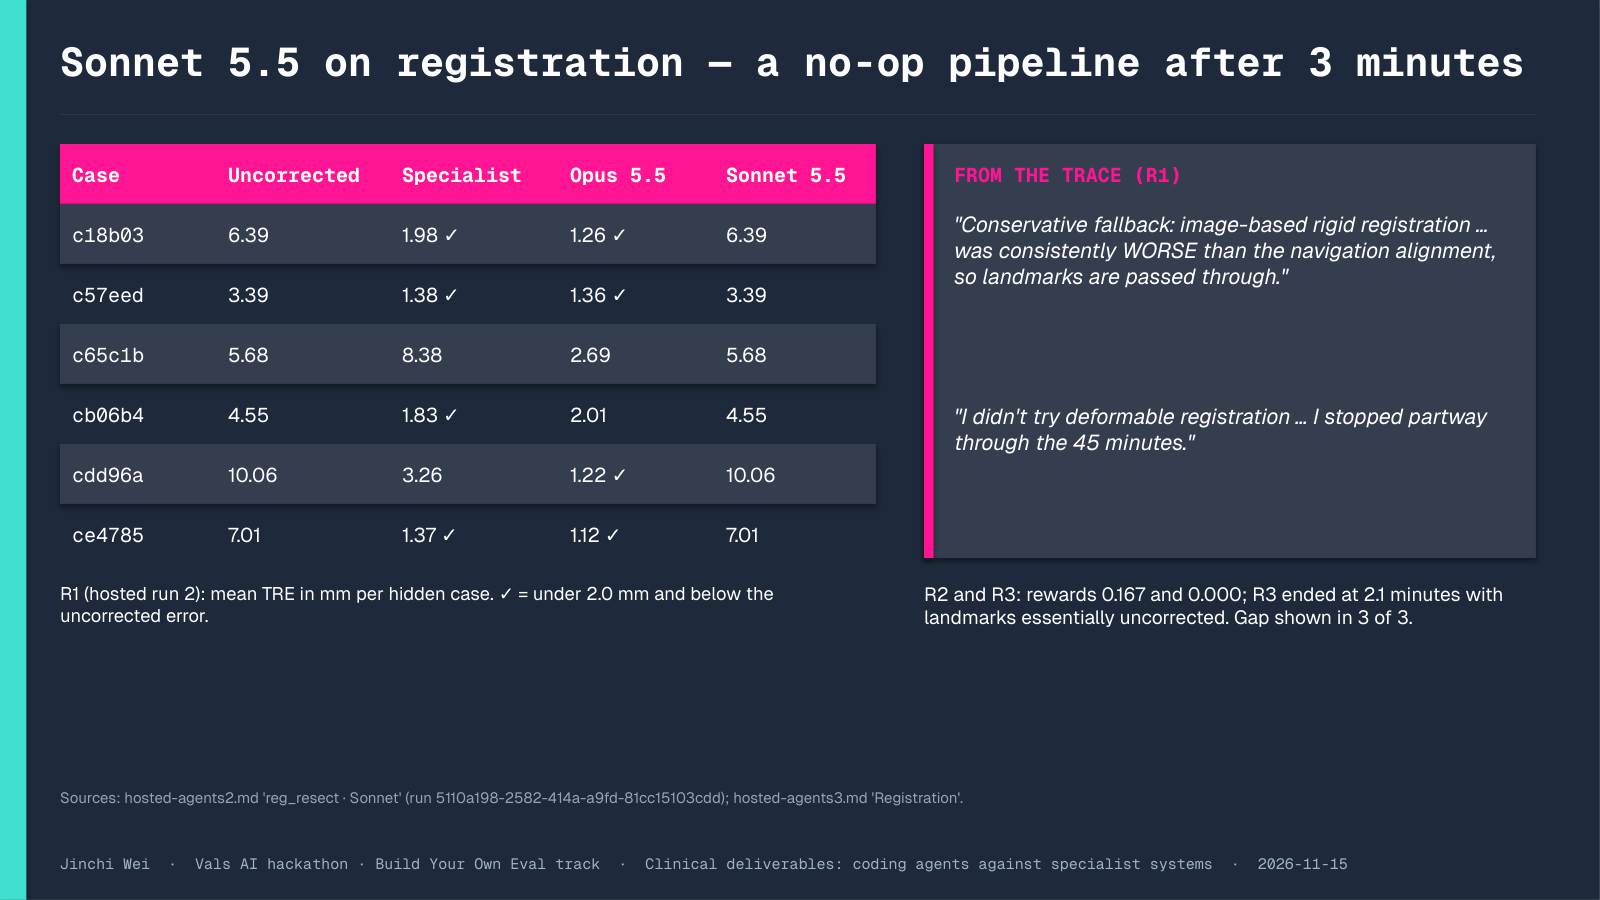 Sonnet 5.5 on registration — a no-op pipeline after 3 minutes
Case Uncorrected Specialist Opus 5.5 Sonnet 5.5
c18b03 6.39 1.98 ✓ 1.26 ✓ 6.39
c57eed 3.39 1.38 ✓ 1.36 ✓ 3.39
c65c1b 5.68 8.38 2.69 5.68
cb06b4 4.55 1.83 ✓ 2.01 4.55
cdd96a 10.06 3.26 1.22 ✓ 10.06
ce4785 7.01 1.37 ✓ 1.12 ✓ 7.01
R1 (hosted run 2): mean TRE in mm per hidden case. ✓ = under 2.0 mm and below the
uncorrected error.
FROM THE TRACE (R1)
"Conservative fallback: image-based rigid registration …
was consistently WORSE than the navigation alignment,
so landmarks are passed through."
"I didn't try deformable registration … I stopped partway
through the 45 minutes."
R2 and R3: rewards 0.167 and 0.000; R3 ended at 2.1 minutes with
landmarks essentially uncorrected. Gap shown in 3 of 3.
Sources: hosted-agents2.md 'reg_resect · Sonnet' (run 5110a198-2582-414a-a9fd-81cc15103cdd); hosted-agents3.md 'Registration'.
Jinchi Wei · Vals AI hackathon · Build Your Own Eval track · Clinical deliverables: coding agents against specialist systems · 2026-11-15